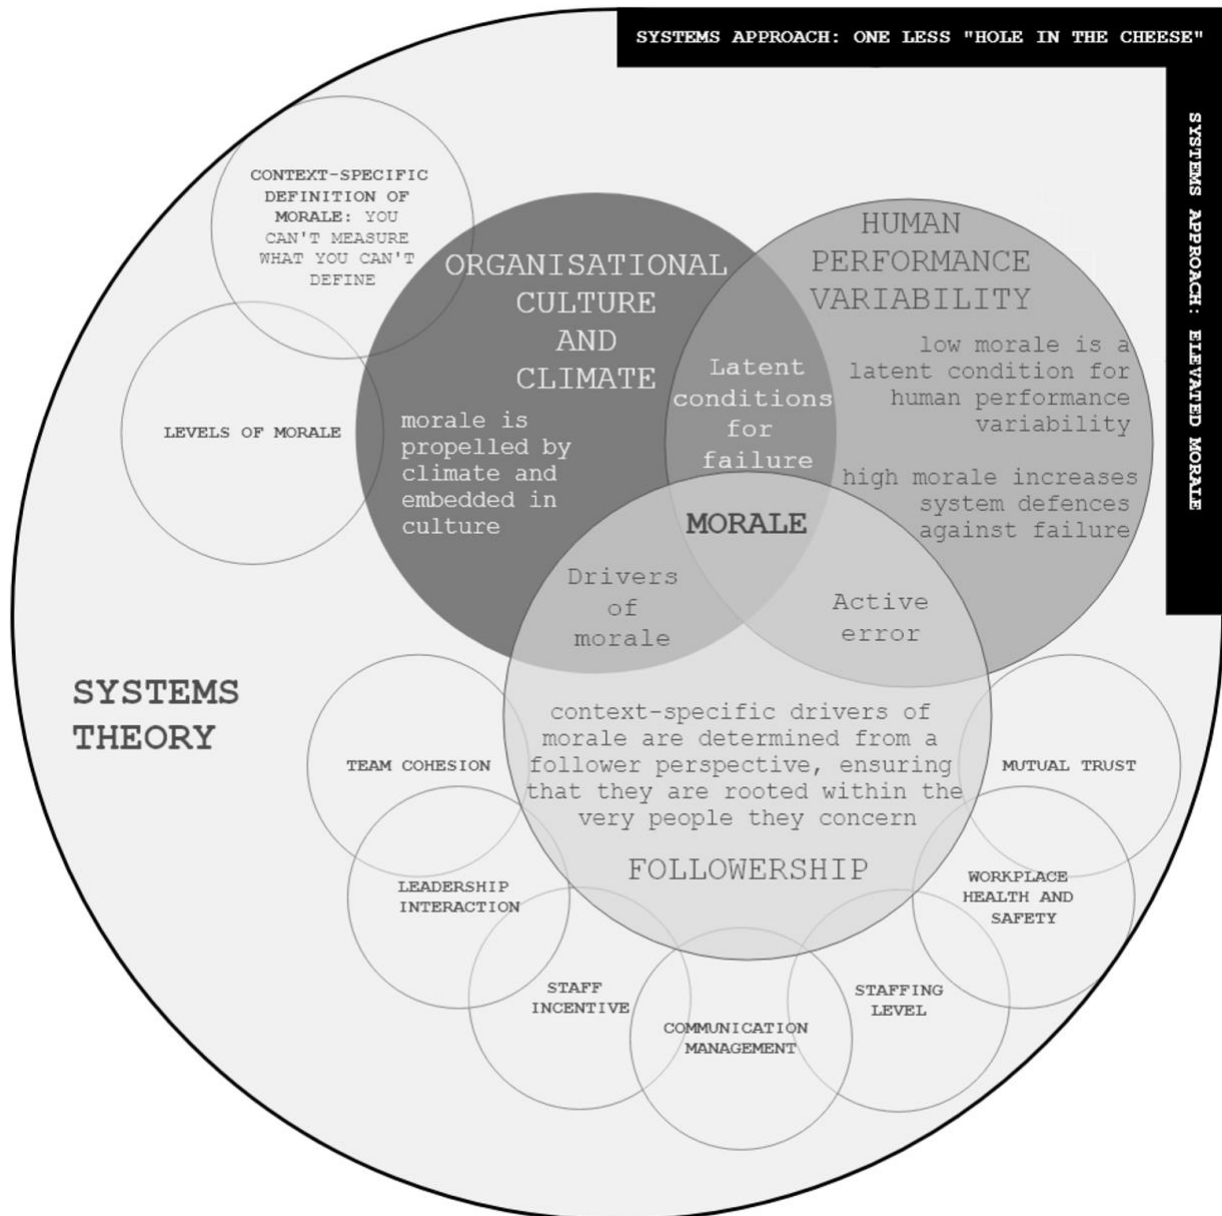 SYSTEMS APPROACH: ONE LESS "HOLE IN THE CHEESE"
SYSTEMS APPROACH: ELEVATED MORALE
CONTEXT-SPECIFIC
DEFINITION OF
MORALE: YOU
CAN'T MEASURE
WHAT YOU CAN'T
DEFINE
LEVELS OF MORALE
ORGANISATIONAL
CULTURE
AND
CLIMATE
morale is
propelled by
climate and
embedded in
culture
HUMAN
PERFORMANCE
VARIABILITY
low morale is a
latent condition for
human performance
variability
high morale increases
system defences
against failure
Latent
conditions
for
failure
MORALE
Drivers
of
morale
Active
error
SYSTEMS
THEORY
context-specific drivers of
morale are determined from a
follower perspective, ensuring
that they are rooted within the
very people they concern
FOLLOWERSHIP
TEAM COHESION
LEADERSHIP
INTERACTION
STAFF
INCENTIVE
COMMUNICATION
MANAGEMENT
STAFFING
LEVEL
WORKPLACE
HEALTH AND
SAFETY
MUTUAL TRUST